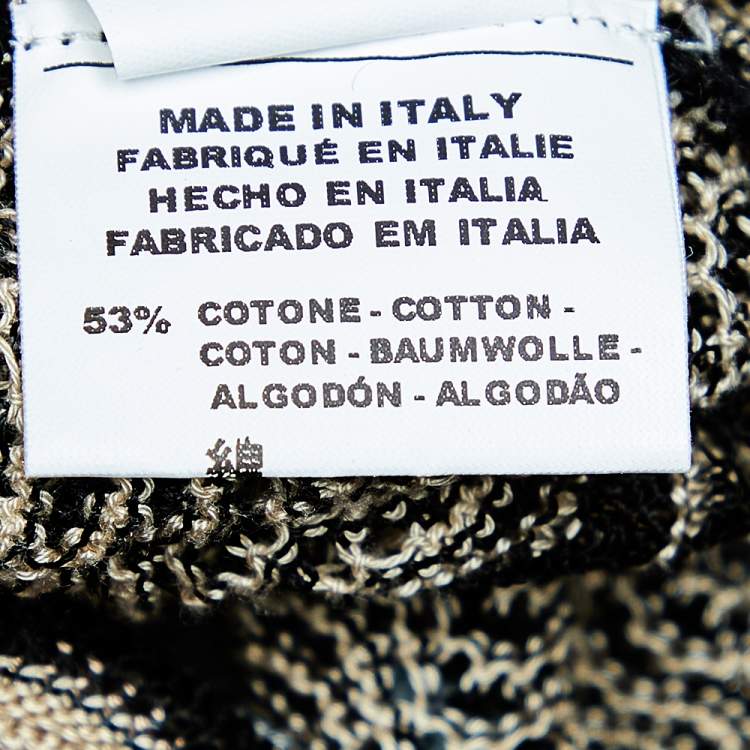 MADE IN ITALY
FABRIQUÉ EN ITALIE
HECHO EN ITALIA
FABRICADO EM ITALIA
53% COTONE - COTTON -
COTON - BAUMWOLLE -
ALGODÓN - ALGODÃO